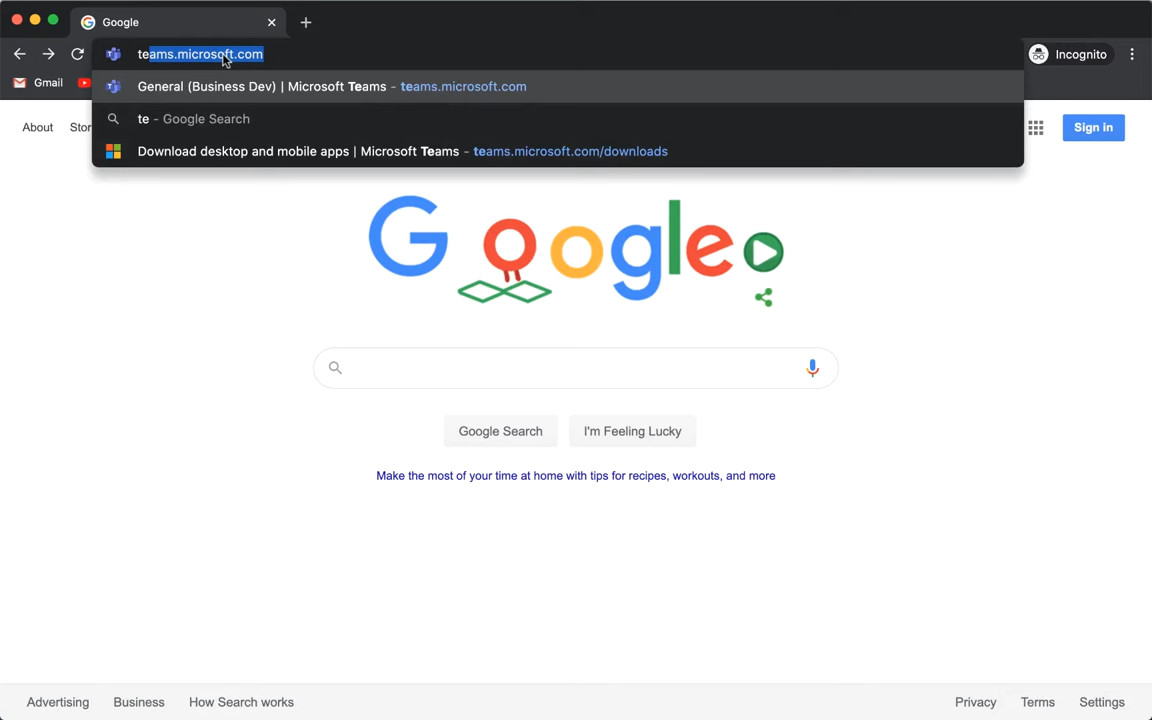 Google
teams.microsoft.com
Incognito
Gmail
General (Business Dev) | Microsoft Teams - teams.microsoft.com
te - Google Search
Download desktop and mobile apps | Microsoft Teams - teams.microsoft.com/downloads
About
Sign in
Google
Google Search
I'm Feeling Lucky
Make the most of your time at home with tips for recipes, workouts, and more
Advertising
Business
How Search works
Privacy
Terms
Settings